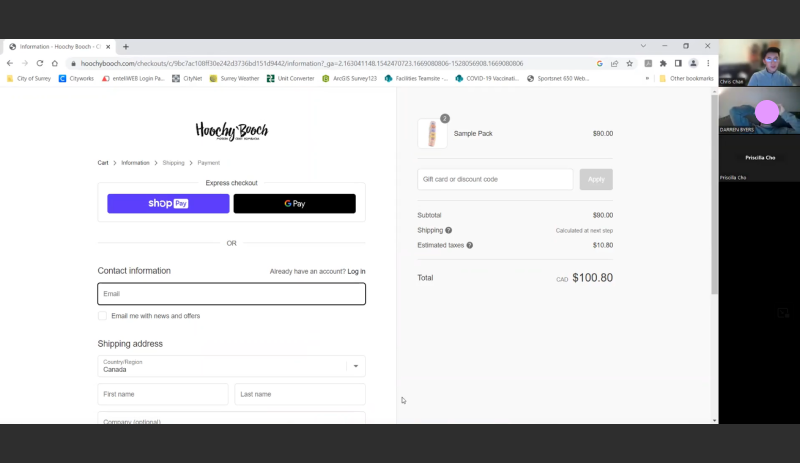 Information - Hoochy Booch - C
hoochybooch.com/checkouts/c/9bc7ac108ff30e242d3736bd151d9442/information?_ga=2.163041148.1542470723.1669080806-1528056908.1669080806
City of Surrey
Cityworks
enteliWEB Login Pa...
CityNet
Surrey Weather
Unit Converter
ArcGIS Survey123
Facilities Teamsite -...
COVID-19 Vaccinati...
Sportsnet 650 Web...
Other bookmarks
Chris Chan
DARREN BYERS
Priscilla Cho
Priscilla Cho
Hoochy Booch
Cart > Information > Shipping > Payment
Express checkout
shop Pay
G Pay
OR
Contact information
Already have an account? Log in
Email
Email me with news and offers
Shipping address
Country/Region
Canada
First name
Last name
Company (optional)
2
Sample Pack
$90.00
Gift card or discount code
Apply
Subtotal
$90.00
Shipping
Calculated at next step
Estimated taxes
$10.80
Total
CAD $100.80